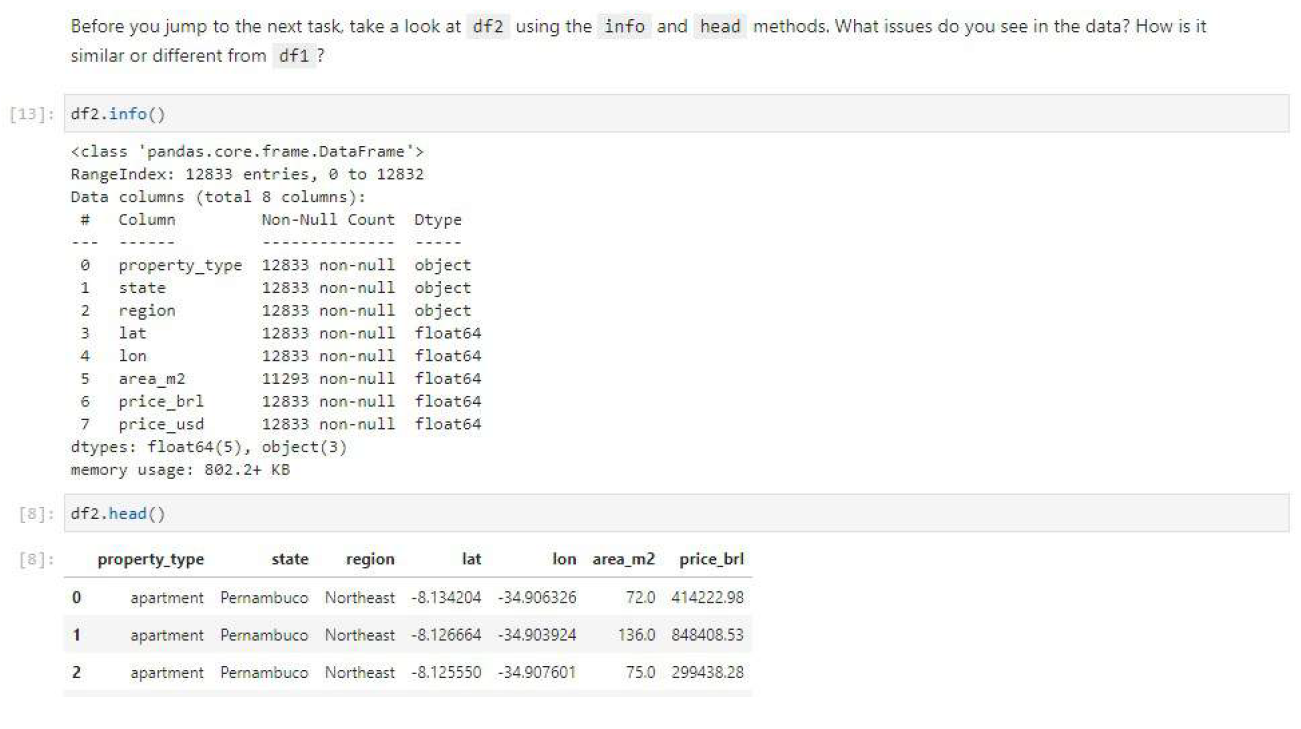 Before you jump to the next task, take a look at df2 using the info and head methods. What issues do you see in the data? How is it
similar or different from df1 ?
[13]: df2.info()
<class 'pandas.core.frame.DataFrame'>
RangeIndex: 12833 entries, 0 to 12832
Data columns (total 8 columns):
 #   Column         Non-Null Count  Dtype
---  ------         --------------  -----
 0   property_type  12833 non-null  object
 1   state          12833 non-null  object
 2   region         12833 non-null  object
 3   lat            12833 non-null  float64
 4   lon            12833 non-null  float64
 5   area_m2        11293 non-null  float64
 6   price_brl      12833 non-null  float64
 7   price_usd      12833 non-null  float64
dtypes: float64(5), object(3)
memory usage: 802.2+ KB
[8]: df2.head()
[8]: property_type state region lat lon area_m2 price_brl
0 apartment Pernambuco Northeast -8.134204 -34.906326 72.0 414222.98
1 apartment Pernambuco Northeast -8.126664 -34.903924 136.0 848408.53
2 apartment Pernambuco Northeast -8.125550 -34.907601 75.0 299438.28